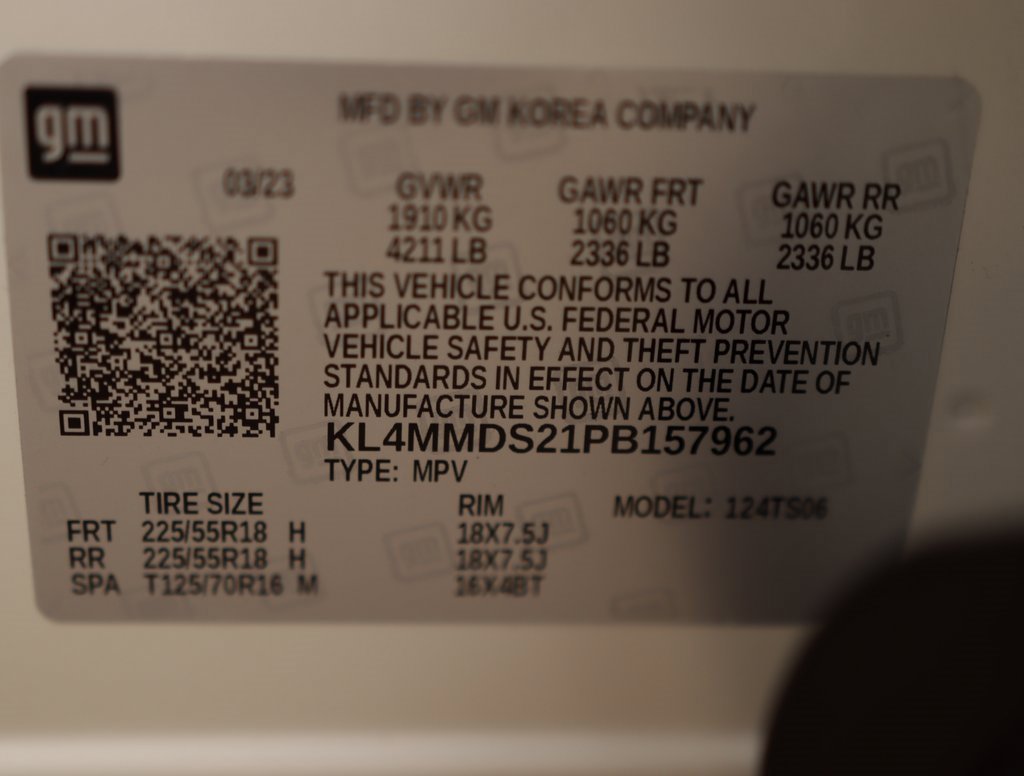 gm
MFD BY GM KOREA COMPANY
03/23 GVWR GAWR FRT GAWR RR
1910 KG 1060 KG 1060 KG
4211 LB 2336 LB 2336 LB
THIS VEHICLE CONFORMS TO ALL
APPLICABLE U.S. FEDERAL MOTOR
VEHICLE SAFETY AND THEFT PREVENTION
STANDARDS IN EFFECT ON THE DATE OF
MANUFACTURE SHOWN ABOVE.
KL4MMDS21PB157962
TYPE: MPV
TIRE SIZE RIM MODEL: 124TS06
FRT 225/55R18 H 18X7.5J
RR 225/55R18 H 18X7.5J
SPA T125/70R16 M 16X4BT